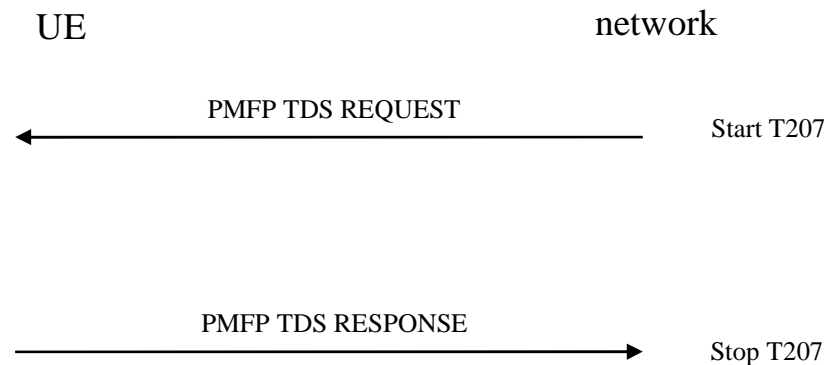 UE
network
PMFP TDS REQUEST
Start T207
PMFP TDS RESPONSE
Stop T207